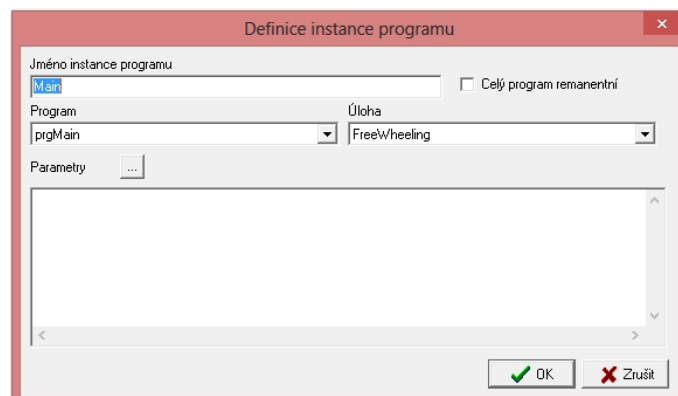 Definice instance programu
Jméno instance programu
Main
Celý program remanentní
Program
Úloha
prgMain
FreeWheeling
Parametry
...
OK
Zrušit